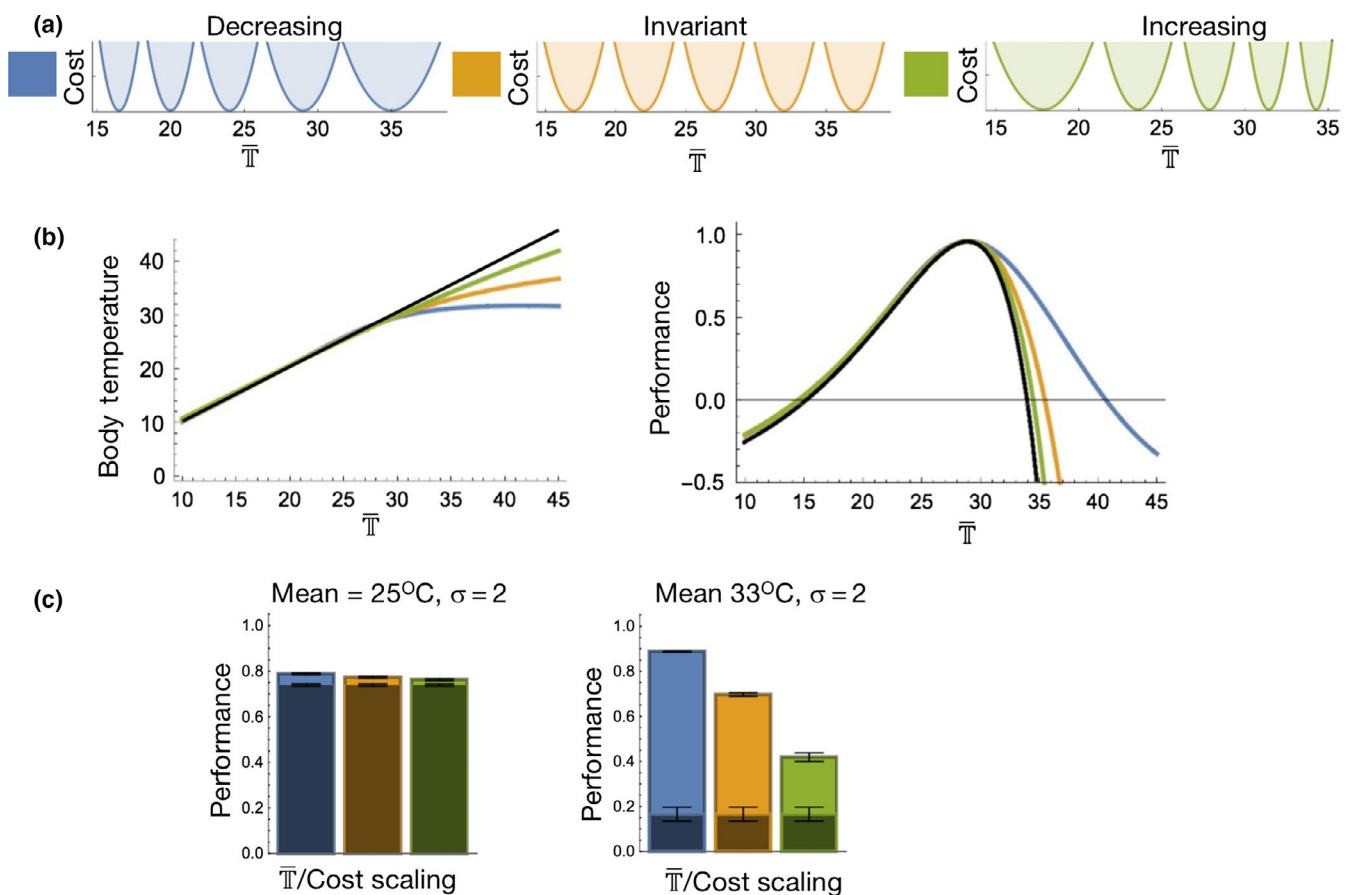 (a)
Decreasing
Invariant
Increasing
Cost
Cost
Cost
15 20 25 30 35
15 20 25 30 35
15 20 25 30 35
𝕋̅
𝕋̅
𝕋̅
(b)
Body temperature
40
30
20
10
0
10 15 20 25 30 35 40 45
𝕋̅
Performance
1.0
0.5
0.0
−0.5
10 15 20 25 30 35 40 45
𝕋̅
(c)
Mean = 25⁰C, σ = 2
Performance
1.0
0.8
0.6
0.4
0.2
0.0
𝕋̅/Cost scaling
Mean 33⁰C, σ = 2
Performance
1.0
0.8
0.6
0.4
0.2
0.0
𝕋̅/Cost scaling